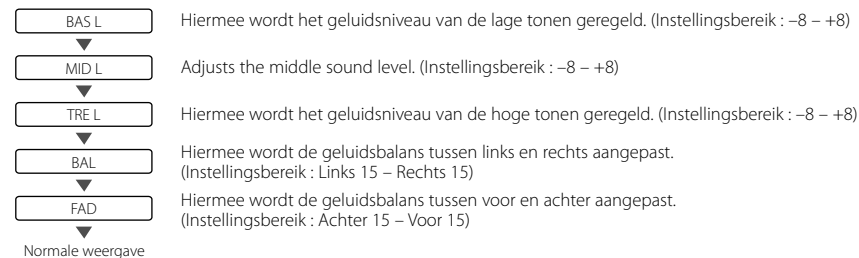 BAS L Hiermee wordt het geluidsniveau van de lage tonen geregeld. (Instellingsbereik : –8 – +8)
MID L Adjusts the middle sound level. (Instellingsbereik : –8 – +8)
TRE L Hiermee wordt het geluidsniveau van de hoge tonen geregeld. (Instellingsbereik : –8 – +8)
BAL Hiermee wordt de geluidsbalans tussen links en rechts aangepast.
(Instellingsbereik : Links 15 – Rechts 15)
FAD Hiermee wordt de geluidsbalans tussen voor en achter aangepast.
(Instellingsbereik : Achter 15 – Voor 15)
Normale weergave